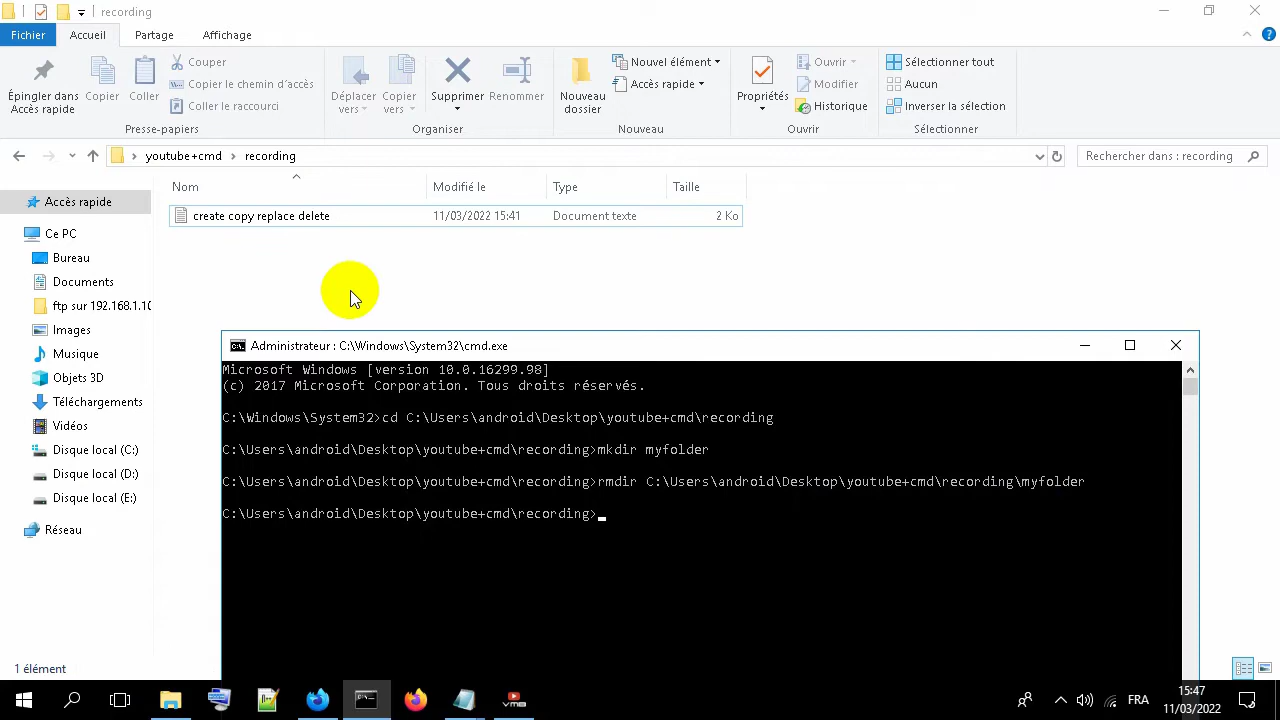 recording
Fichier Accueil Partage Affichage
Épingler dans Accès rapide
Copier
Coller
Couper
Copier le chemin d'accès
Coller le raccourci
Presse-papiers
Déplacer vers
Copier vers
Supprimer
Renommer
Organiser
Nouveau dossier
Nouvel élément
Accès rapide
Nouveau
Propriétés
Ouvrir
Modifier
Historique
Ouvrir
Sélectionner tout
Aucun
Inverser la sélection
Sélectionner
youtube+cmd recording
Rechercher dans : recording
Nom Modifié le Type Taille
create copy replace delete 11/03/2022 15:41 Document texte 2 Ko
Accès rapide
Ce PC
Bureau
Documents
ftp sur 192.168.1.10
Images
Musique
Objets 3D
Téléchargements
Vidéos
Disque local (C:)
Disque local (D:)
Disque local (E:)
Réseau
1 élément
Administrateur : C:\Windows\System32\cmd.exe
Microsoft Windows [version 10.0.16299.98]
(c) 2017 Microsoft Corporation. Tous droits réservés.
C:\Windows\System32>cd C:\Users\android\Desktop\youtube+cmd\recording
C:\Users\android\Desktop\youtube+cmd\recording>mkdir myfolder
C:\Users\android\Desktop\youtube+cmd\recording>rmdir C:\Users\android\Desktop\youtube+cmd\recording\myfolder
C:\Users\android\Desktop\youtube+cmd\recording>
FRA
15:47
11/03/2022